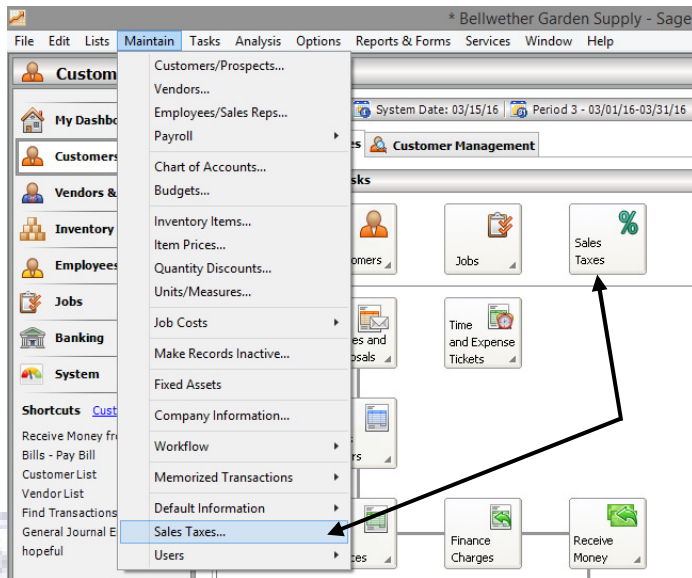 * Bellwether Garden Supply - Sage
File Edit Lists Maintain Tasks Analysis Options Reports & Forms Services Window Help
Custom
System Date: 03/15/16 Period 3 - 03/01/16-03/31/16
My Dashbo
Customers
Vendors &
Inventory
Employees
Jobs
Banking
System
Shortcuts Cust
Receive Money fro
Bills - Pay Bill
Customer List
Vendor List
Find Transactions
General Journal E
hopeful
Customers/Prospects...
Vendors...
Employees/Sales Reps...
Payroll
Chart of Accounts...
Budgets...
Inventory Items...
Item Prices...
Quantity Discounts...
Units/Measures...
Job Costs
Make Records Inactive...
Fixed Assets
Company Information...
Workflow
Memorized Transactions
Default Information
Sales Taxes...
Users
es Customer Management
sks
omers
Jobs
Sales
Taxes
es and
osals
Time
and Expense
Tickets
rs
ces
Finance
Charges
Receive
Money